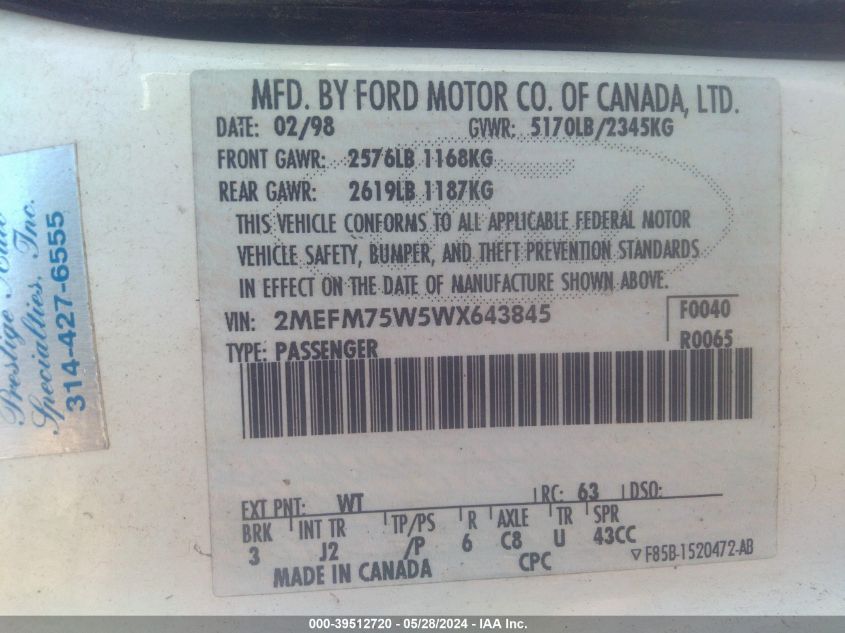 MFD. BY FORD MOTOR CO. OF CANADA, LTD.
DATE: 02/98 GVWR: 5170LB/2345KG
FRONT GAWR: 2576LB 1168KG
REAR GAWR: 2619LB 1187KG
THIS VEHICLE CONFORMS TO ALL APPLICABLE FEDERAL MOTOR
VEHICLE SAFETY, BUMPER, AND THEFT PREVENTION STANDARDS
IN EFFECT ON THE DATE OF MANUFACTURE SHOWN ABOVE.
VIN: 2MEFM75W5WX643845 F0040
TYPE: PASSENGER R0065
EXT PNT: WT RC: 63 DSO:
BRK INT TR TP/PS R AXLE TR SPR
3 J2 /P 6 C8 U 43CC
MADE IN CANADA CPC F85B-1520472-AB
Prestige
Specialties, Inc.
314-427-6555
000-39512720 - 05/28/2024 - IAA Inc.